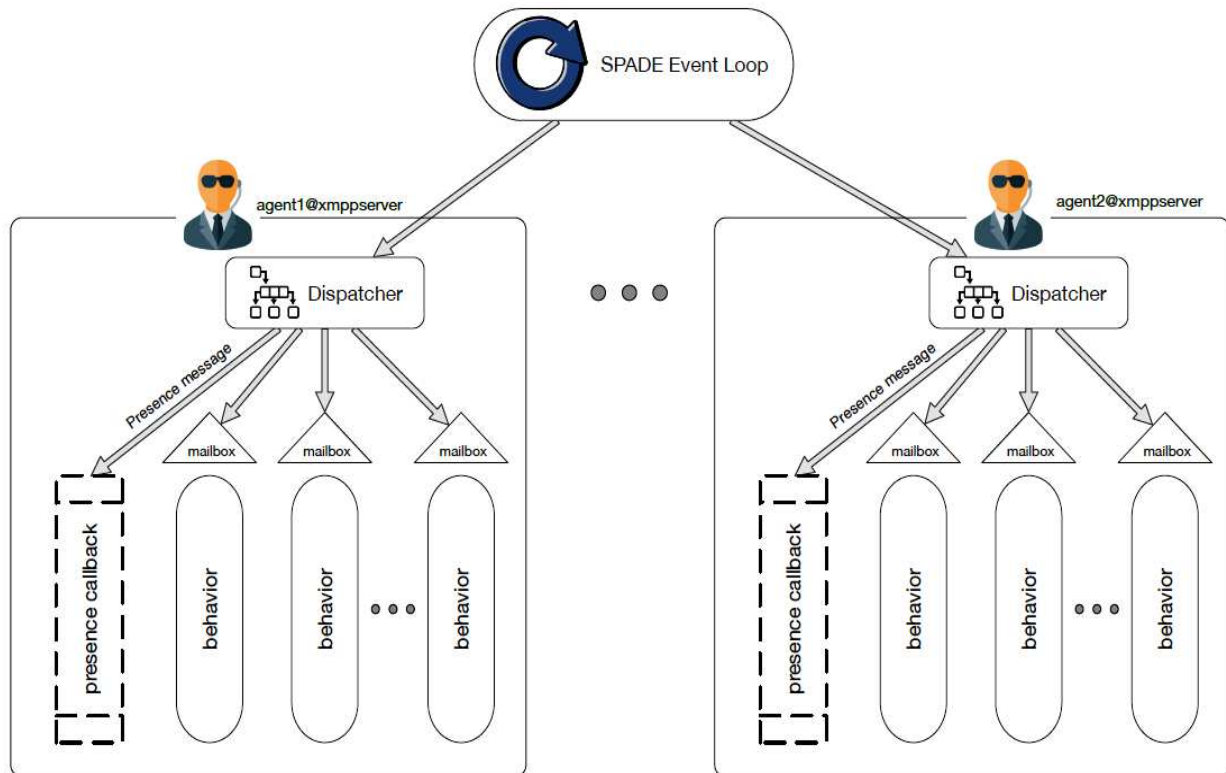 SPADE Event Loop
agent1@xmppserver
Dispatcher
Presence message
mailbox
mailbox
mailbox
presence callback
behavior
behavior
behavior
agent2@xmppserver
Dispatcher
Presence message
mailbox
mailbox
mailbox
presence callback
behavior
behavior
behavior